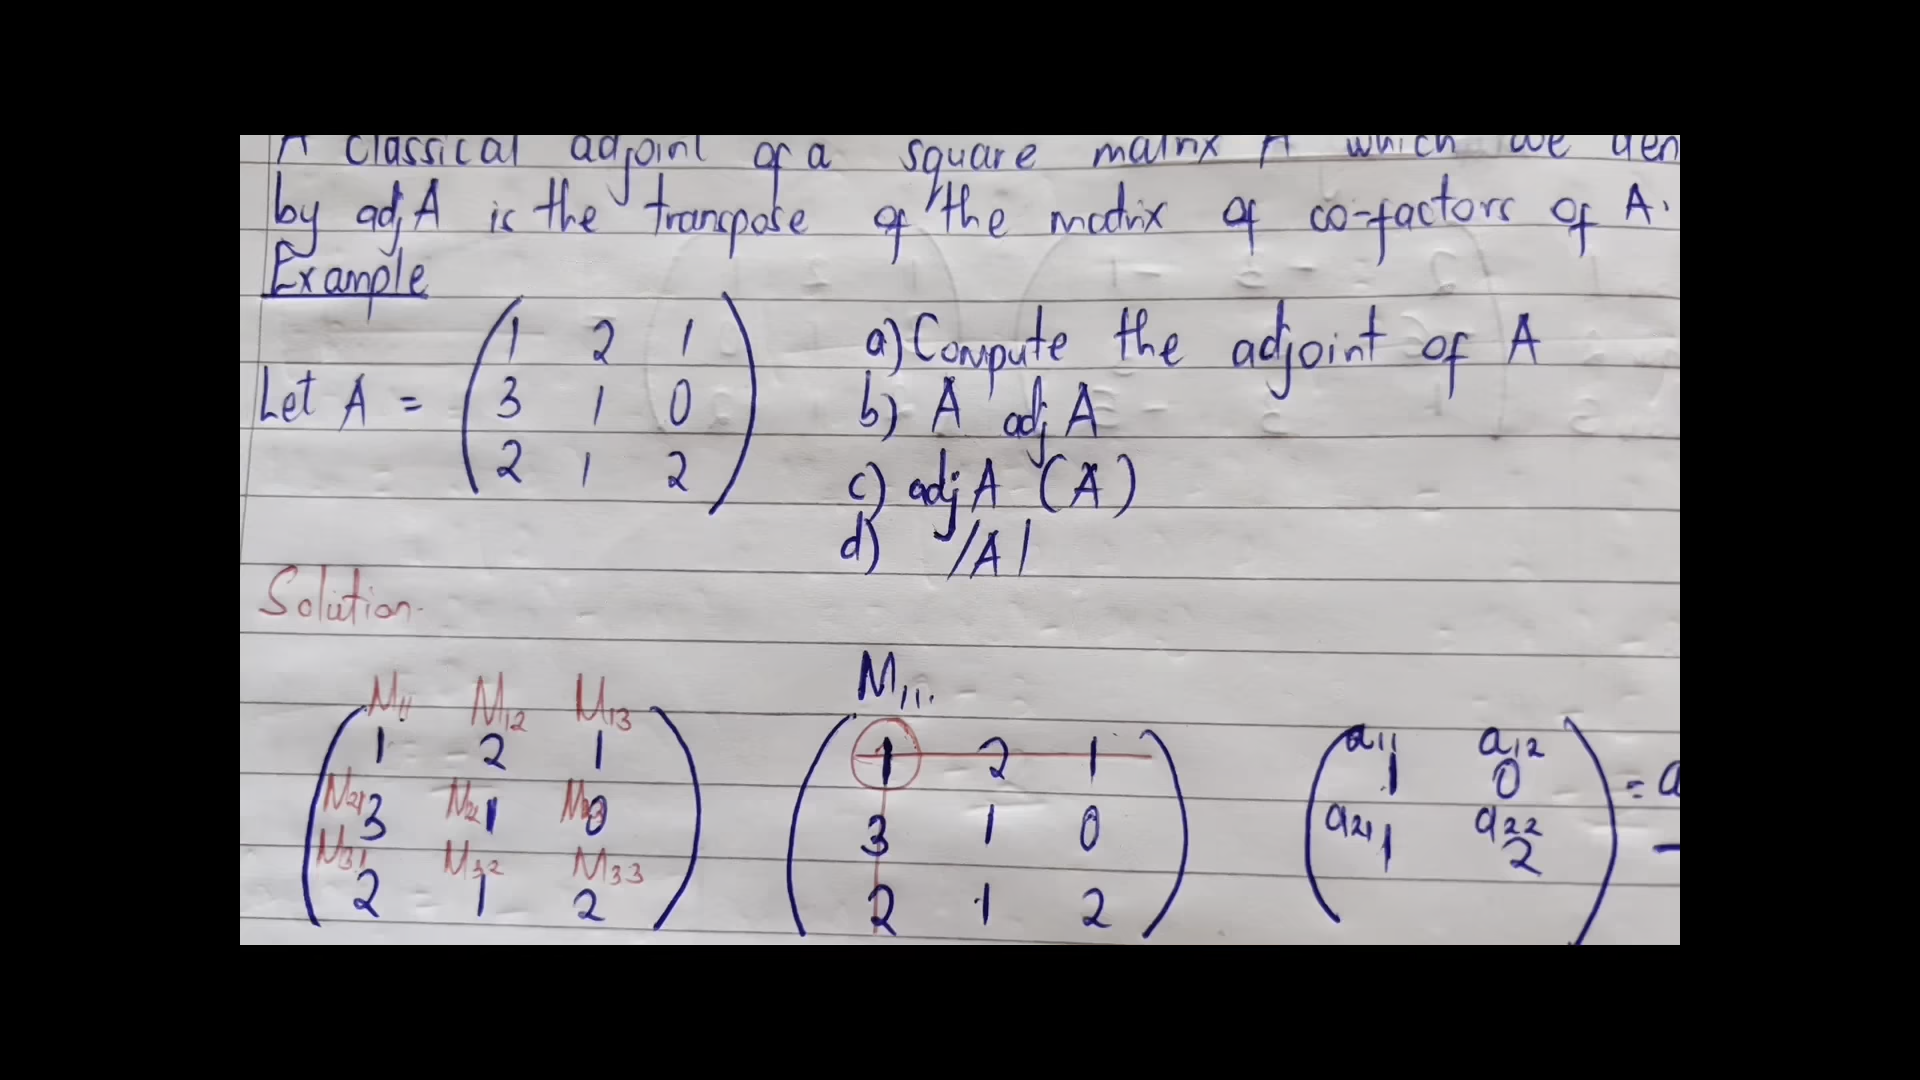 A classical adjoint of a square matrix A which we den
by adj A is the transpose of the matrix of co-factors of A.
Example
Let A = ( 1 2 1
3 1 0
2 1 2 )
a) Compute the adjoint of A
b) A adj A
c) adj A (A)
d) |A|
Solution.
M11 M12 M13
1 2 1
M21 M22 M23
3 1 0
M31 M32 M33
2 1 2
M11.
1 2 1
3 1 0
2 1 2
a11 a12
1 0
a21 a22
1 2
= a